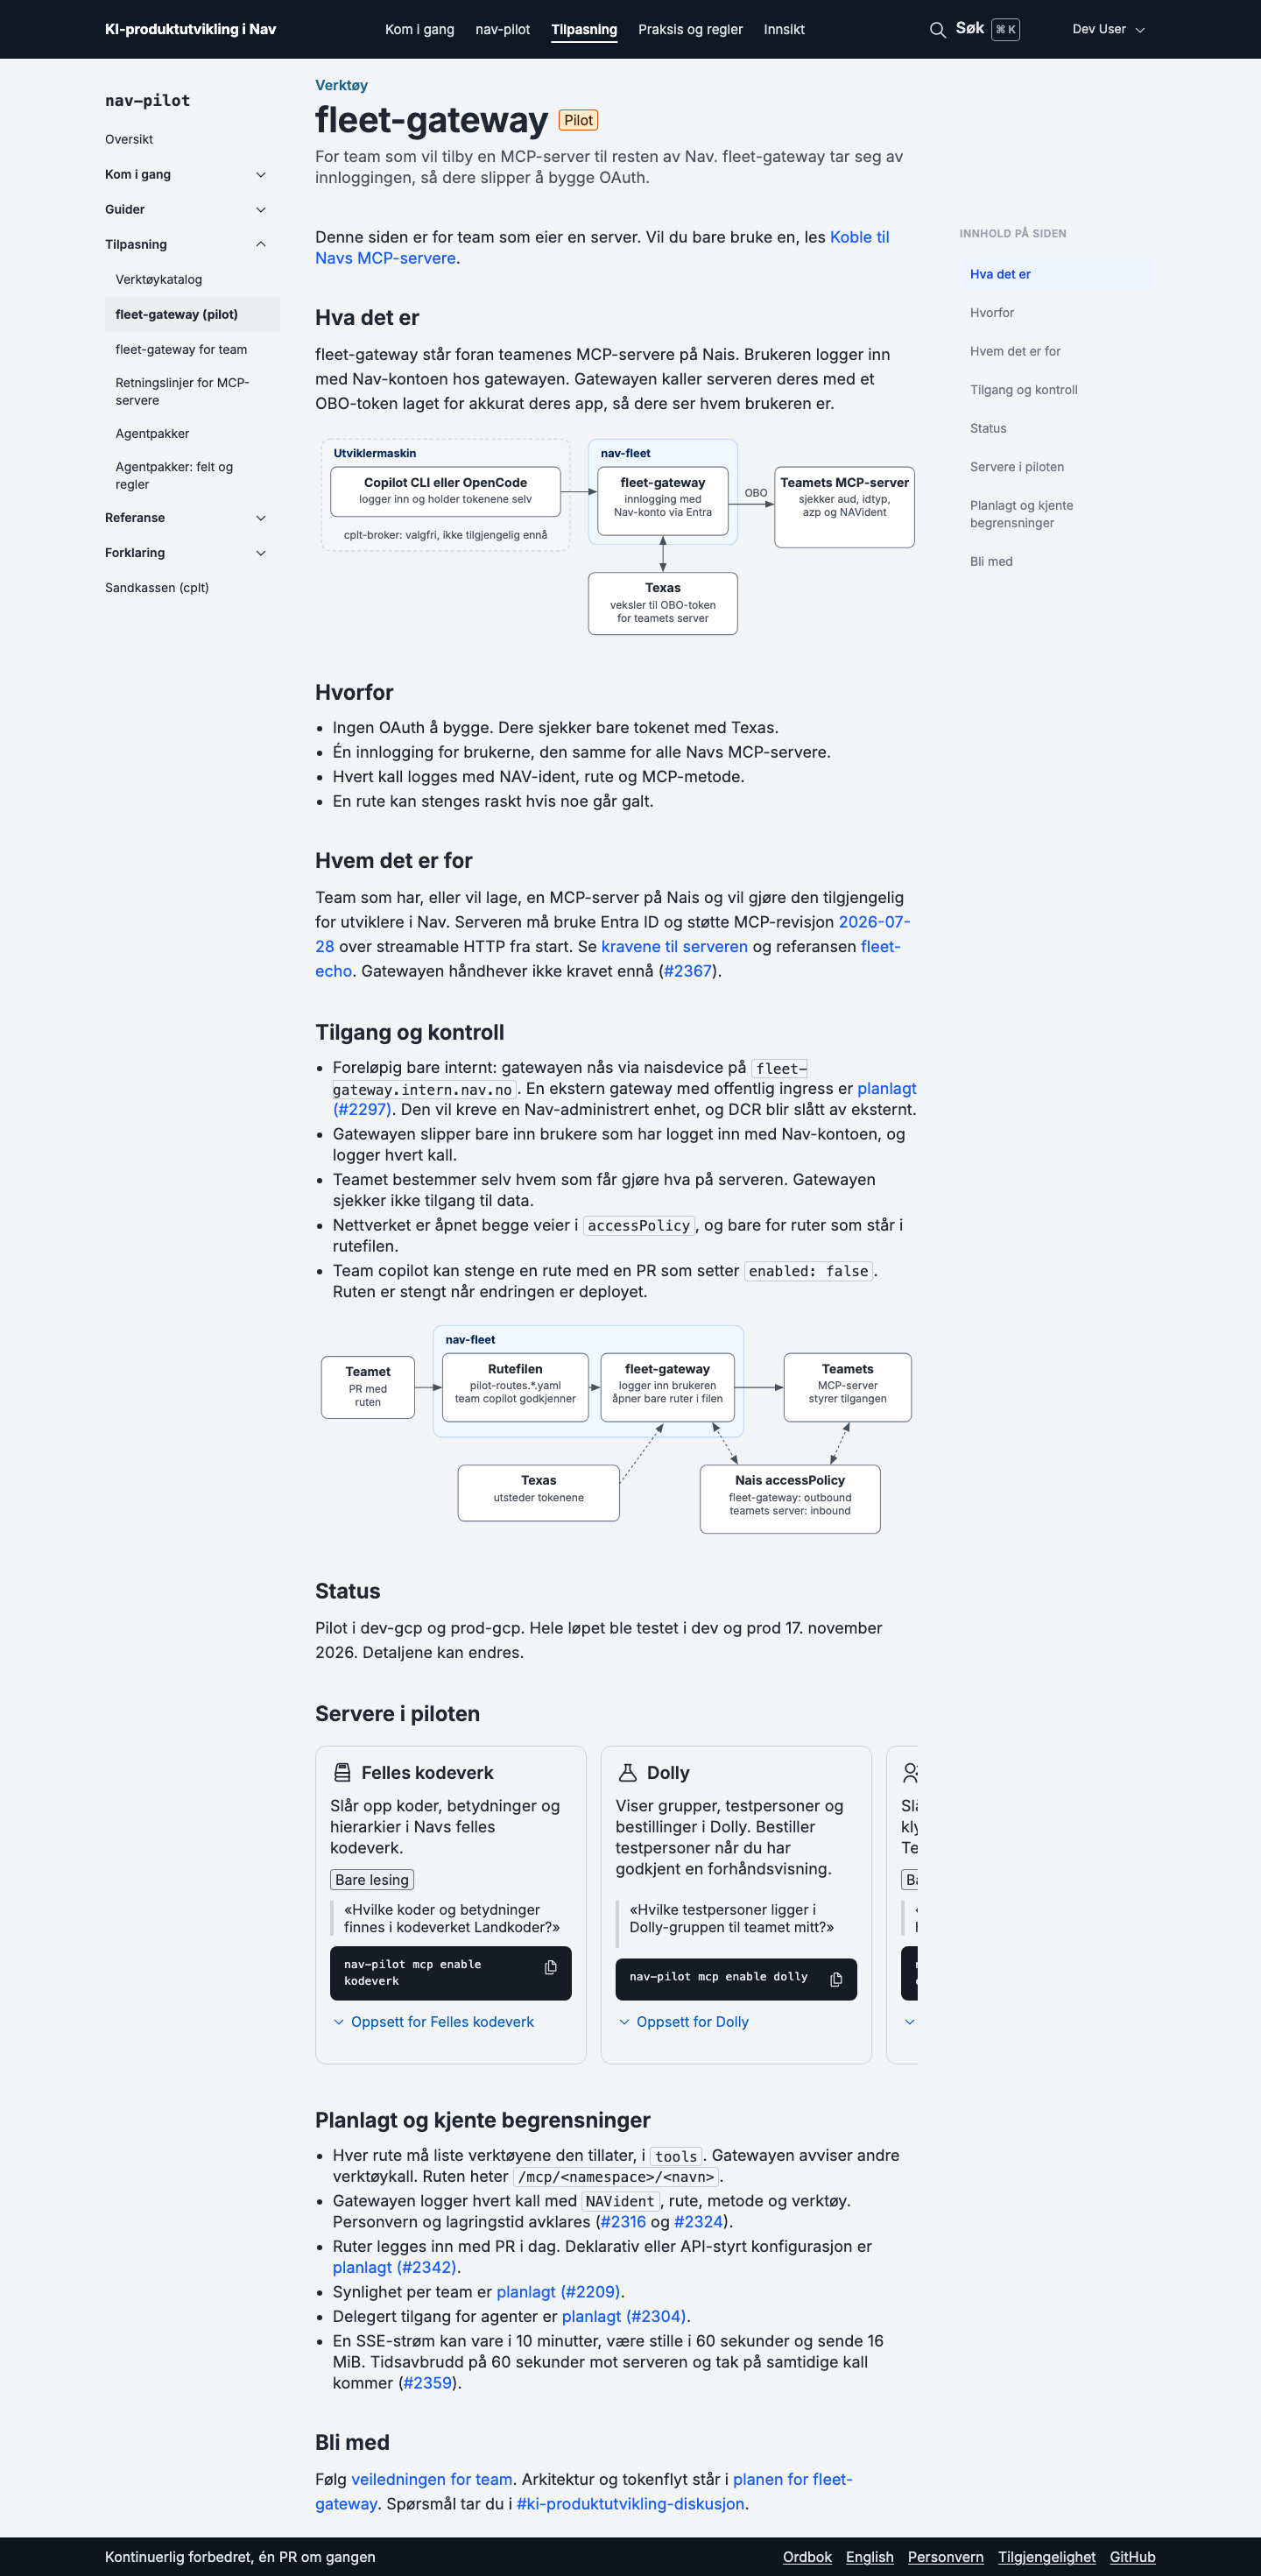 KI-produktutvikling i Nav
Kom i gang
nav-pilot
Tilpasning
Praksis og regler
Innsikt
Søk
⌘ K
Dev User
nav-pilot
Oversikt
Kom i gang
Guider
Tilpasning
Verktøykatalog
fleet-gateway (pilot)
fleet-gateway for team
Retningslinjer for MCP-
servere
Agentpakker
Agentpakker: felt og
regler
Referanse
Forklaring
Sandkassen (cplt)
Verktøy
fleet-gateway Pilot
For team som vil tilby en MCP-server til resten av Nav. fleet-gateway tar seg av
innloggingen, så dere slipper å bygge OAuth.
Denne siden er for team som eier en server. Vil du bare bruke en, les Koble til
Navs MCP-servere.
INNHOLD PÅ SIDEN
Hva det er
Hvorfor
Hvem det er for
Tilgang og kontroll
Status
Servere i piloten
Planlagt og kjente
begrensninger
Bli med
Hva det er
fleet-gateway står foran teamenes MCP-servere på Nais. Brukeren logger inn
med Nav-kontoen hos gatewayen. Gatewayen kaller serveren deres med et
OBO-token laget for akkurat deres app, så dere ser hvem brukeren er.
Utviklermaskin
Copilot CLI eller OpenCode
logger inn og holder tokenene selv
cplt-broker: valgfri, ikke tilgjengelig ennå
nav-fleet
fleet-gateway
innlogging med
Nav-konto via Entra
OBO
Teamets MCP-server
sjekker aud, idtyp,
azp og NAVident
Texas
veksler til OBO-token
for teamets server
Hvorfor
Ingen OAuth å bygge. Dere sjekker bare tokenet med Texas.
Én innlogging for brukerne, den samme for alle Navs MCP-servere.
Hvert kall logges med NAV-ident, rute og MCP-metode.
En rute kan stenges raskt hvis noe går galt.
Hvem det er for
Team som har, eller vil lage, en MCP-server på Nais og vil gjøre den tilgjengelig
for utviklere i Nav. Serveren må bruke Entra ID og støtte MCP-revisjon 2026-07-
28 over streamable HTTP fra start. Se kravene til serveren og referansen fleet-
echo. Gatewayen håndhever ikke kravet ennå (#2367).
Tilgang og kontroll
Foreløpig bare internt: gatewayen nås via naisdevice på fleet-
gateway.intern.nav.no. En ekstern gateway med offentlig ingress er planlagt
(#2297). Den vil kreve en Nav-administrert enhet, og DCR blir slått av eksternt.
Gatewayen slipper bare inn brukere som har logget inn med Nav-kontoen, og
logger hvert kall.
Teamet bestemmer selv hvem som får gjøre hva på serveren. Gatewayen
sjekker ikke tilgang til data.
Nettverket er åpnet begge veier i accessPolicy, og bare for ruter som står i
rutefilen.
Team copilot kan stenge en rute med en PR som setter enabled: false.
Ruten er stengt når endringen er deployet.
nav-fleet
Teamet
PR med
ruten
Rutefilen
pilot-routes.*.yaml
team copilot godkjenner
fleet-gateway
logger inn brukeren
åpner bare ruter i filen
Teamets
MCP-server
styrer tilgangen
Texas
utsteder tokenene
Nais accessPolicy
fleet-gateway: outbound
teamets server: inbound
Status
Pilot i dev-gcp og prod-gcp. Hele løpet ble testet i dev og prod 17. november
2026. Detaljene kan endres.
Servere i piloten
Felles kodeverk
Slår opp koder, betydninger og
hierarkier i Navs felles
kodeverk.
Bare lesing
«Hvilke koder og betydninger
finnes i kodeverket Landkoder?»
nav-pilot mcp enable
kodeverk
Oppsett for Felles kodeverk
Dolly
Viser grupper, testpersoner og
bestillinger i Dolly. Bestiller
testpersoner når du har
godkjent en forhåndsvisning.
«Hvilke testpersoner ligger i
Dolly-gruppen til teamet mitt?»
nav-pilot mcp enable dolly
Oppsett for Dolly
Planlagt og kjente begrensninger
Hver rute må liste verktøyene den tillater, i tools. Gatewayen avviser andre
verktøykall. Ruten heter /mcp/<namespace>/<navn>.
Gatewayen logger hvert kall med NAVident, rute, metode og verktøy.
Personvern og lagringstid avklares (#2316 og #2324).
Ruter legges inn med PR i dag. Deklarativ eller API-styrt konfigurasjon er
planlagt (#2342).
Synlighet per team er planlagt (#2209).
Delegert tilgang for agenter er planlagt (#2304).
En SSE-strøm kan vare i 10 minutter, være stille i 60 sekunder og sende 16
MiB. Tidsavbrudd på 60 sekunder mot serveren og tak på samtidige kall
kommer (#2359).
Bli med
Følg veiledningen for team. Arkitektur og tokenflyt står i planen for fleet-
gateway. Spørsmål tar du i #ki-produktutvikling-diskusjon.
Kontinuerlig forbedret, én PR om gangen
Ordbok
English
Personvern
Tilgjengelighet
GitHub